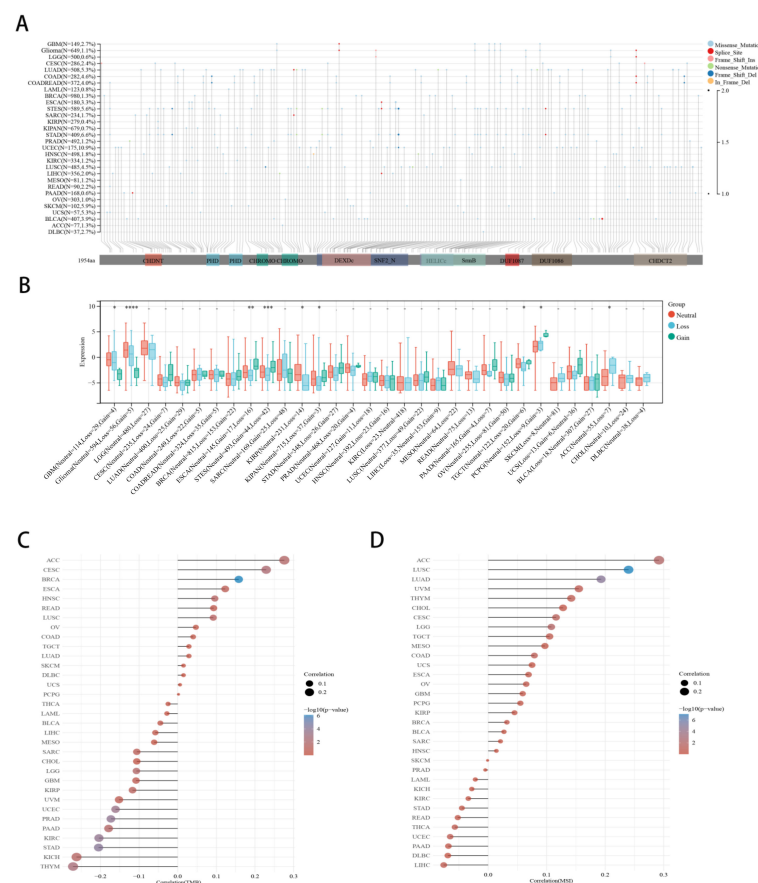 A
GBM(N=149,2.7%)
Glioma(N=649,1.1%)
LGG(N=500,0.6%)
CESC(N=286,2.4%)
LUAD(N=508,5.3%)
COAD(N=282,4.6%)
COADREAD(N=372,4.0%)
LAML(N=123,0.8%)
BRCA(N=980,1.3%)
ESCA(N=180,3.3%)
STES(N=589,5.6%)
SARC(N=234,1.7%)
KIRP(N=279,0.4%)
KIPAN(N=679,0.7%)
STAD(N=409,6.6%)
PRAD(N=492,1.2%)
UCEC(N=175,10.9%)
HNSC(N=498,1.8%)
KIRC(N=334,1.2%)
LUSC(N=485,4.5%)
LIHC(N=356,2.0%)
MESO(N=81,1.2%)
READ(N=90,2.2%)
PAAD(N=168,0.6%)
OV(N=303,1.0%)
SKCM(N=102,5.9%)
UCS(N=57,5.3%)
BLCA(N=407,3.9%)
ACC(N=77,1.3%)
DLBC(N=37,2.7%)
Missense_Mutatic
Splice_Site
Frame_Shift_Ins
Nonsense_Mutatic
Frame_Shift_Del
In_Frame_Del
2.0
1.0
1954aa
CHDNT
PHD
PHD
CHROMO
CHROMO
DEXDc
SNF2_N
HELICc
SmtB
DUF1087
DUF1086
CHDCT2
B
Expression
10
5
0
-5
* **** - - - - - - ** *** - * * - - - - - - - - - - - - * * - - - * - -
Group
Neutral
Loss
Gain
C
ACC
CESC
BRCA
ESCA
HNSC
READ
LUSC
OV
COAD
TGCT
LUAD
SKCM
DLBC
UCS
PCPG
THCA
LAML
BLCA
LIHC
MESO
SARC
CHOL
LGG
GBM
KIRP
UVM
UCEC
PRAD
PAAD
KIRC
STAD
KICH
THYM
−0.2 −0.1 0.0 0.1 0.2 0.3
Correlation(TMB)
Correlation
0.1
0.2
−log10(p−value)
6
4
2
D
ACC
LUSC
LUAD
UVM
THYM
CHOL
CESC
LGG
TGCT
MESO
COAD
UCS
ESCA
OV
GBM
PCPG
KIRP
BRCA
BLCA
SARC
HNSC
SKCM
PRAD
LAML
KICH
KIRC
STAD
READ
THCA
UCEC
PAAD
DLBC
LIHC
0.0 0.1 0.2 0.3
Correlation(MSI)
Correlation
0.1
0.2
−log10(p−value)
6
4
2